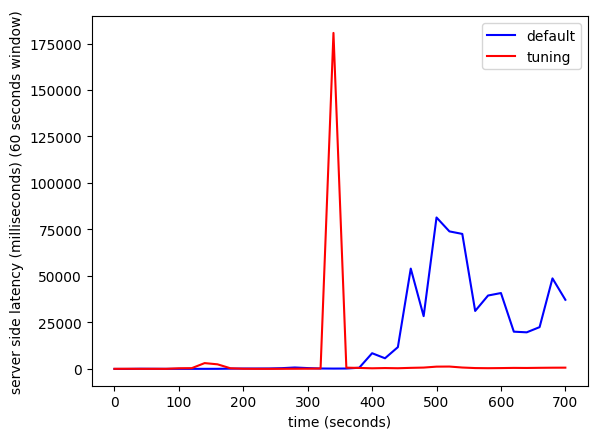 server side latency (milliseconds) (60 seconds window)
175000
150000
125000
100000
75000
50000
25000
0
default
tuning
0 100 200 300 400 500 600 700
time (seconds)